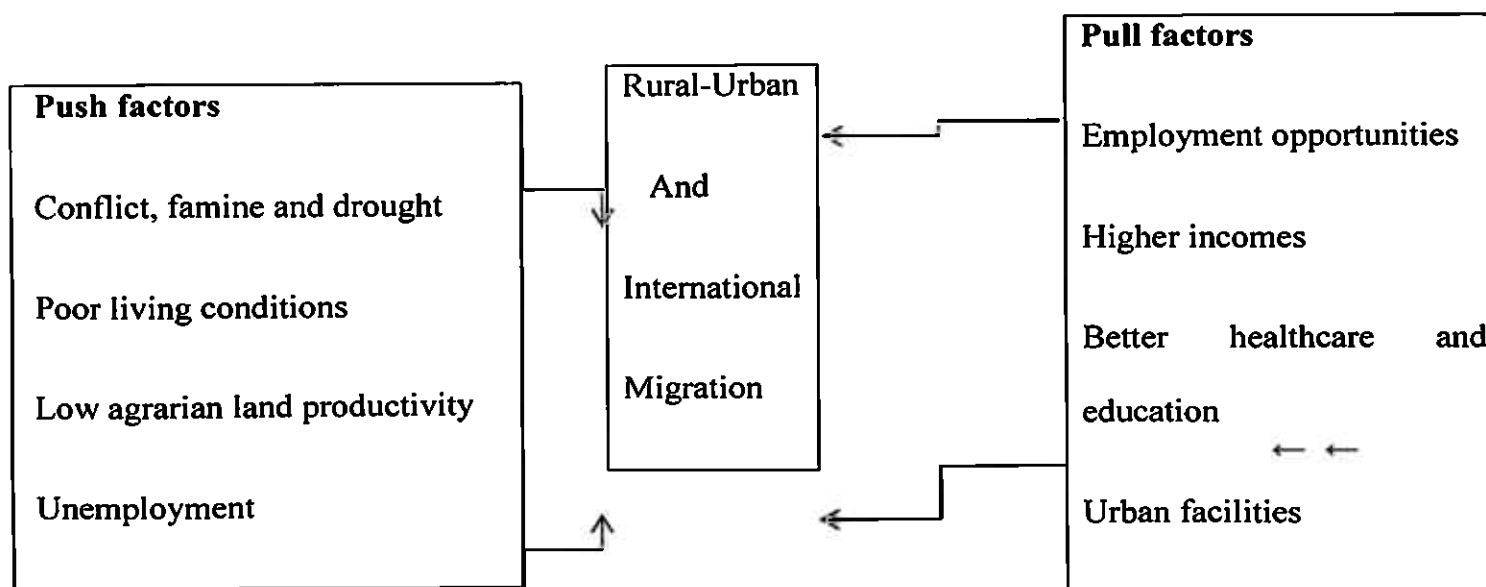 Push factors
Conflict, famine and drought
Poor living conditions
Low agrarian land productivity
Unemployment
Rural-Urban
And
International
Migration
Pull factors
Employment opportunities
Higher incomes
Better healthcare and
education
Urban facilities